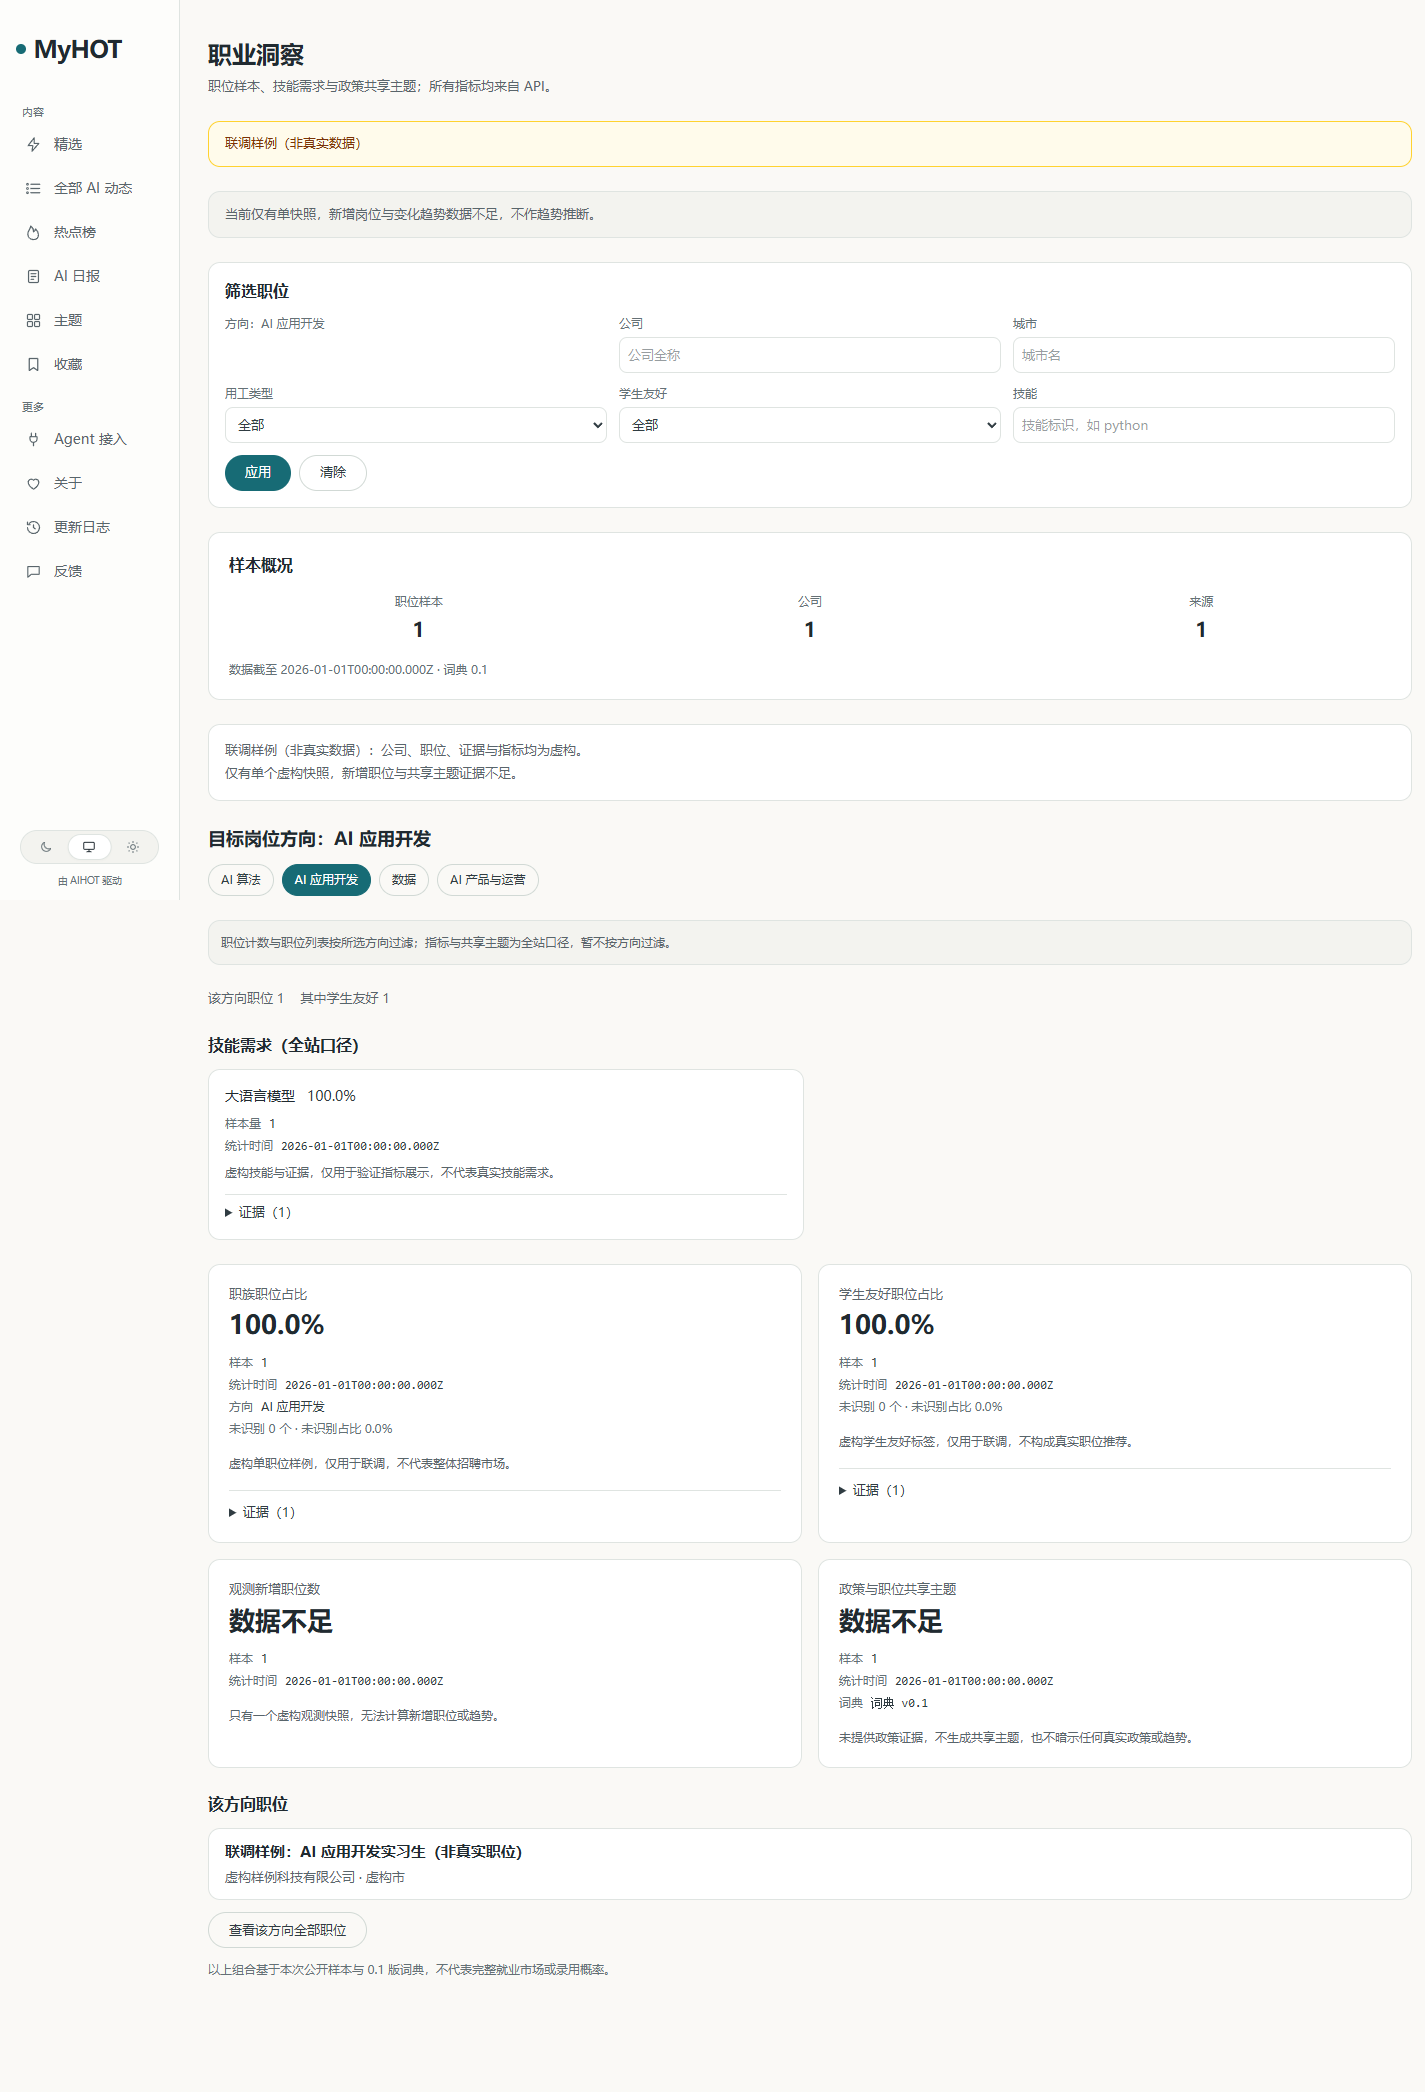 MyHOT
内容
精选
全部 AI 动态
热点榜
AI 日报
主题
收藏
更多
Agent 接入
关于
更新日志
反馈
由 AIHOT 驱动
职业洞察
职位样本、技能需求与政策共享主题；所有指标均来自 API。
联调样例（非真实数据）
当前仅有单快照，新增岗位与变化趋势数据不足，不作趋势推断。
筛选职位
方向：AI 应用开发
公司
城市
公司全称
城市名
用工类型
学生友好
技能
全部
全部
技能标识，如 python
应用
清除
样本概况
职位样本
公司
来源
1
1
1
数据截至 2026-01-01T00:00:00.000Z · 词典 0.1
联调样例（非真实数据）：公司、职位、证据与指标均为虚构。
仅有单个虚构快照，新增职位与共享主题证据不足。
目标岗位方向：AI 应用开发
AI 算法
AI 应用开发
数据
AI 产品与运营
职位计数与职位列表按所选方向过滤；指标与共享主题为全站口径，暂不按方向过滤。
该方向职位 1 其中学生友好 1
技能需求（全站口径）
大语言模型 100.0%
样本量 1
统计时间 2026-01-01T00:00:00.000Z
虚构技能与证据，仅用于验证指标展示，不代表真实技能需求。
证据（1）
职族职位占比
100.0%
样本 1
统计时间 2026-01-01T00:00:00.000Z
方向 AI 应用开发
未识别 0 个 · 未识别占比 0.0%
虚构单职位样例，仅用于联调，不代表整体招聘市场。
证据（1）
学生友好职位占比
100.0%
样本 1
统计时间 2026-01-01T00:00:00.000Z
未识别 0 个 · 未识别占比 0.0%
虚构学生友好标签，仅用于联调，不构成真实职位推荐。
证据（1）
观测新增职位数
数据不足
样本 1
统计时间 2026-01-01T00:00:00.000Z
只有一个虚构观测快照，无法计算新增职位或趋势。
政策与职位共享主题
数据不足
样本 1
统计时间 2026-01-01T00:00:00.000Z
词典 词典 v0.1
未提供政策证据，不生成共享主题，也不暗示任何真实政策或趋势。
该方向职位
联调样例：AI 应用开发实习生（非真实职位）
虚构样例科技有限公司 · 虚构市
查看该方向全部职位
以上组合基于本次公开样本与 0.1 版词典，不代表完整就业市场或录用概率。